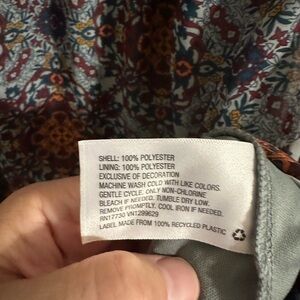 SHELL: 100% POLYESTER
LINING: 100% POLYESTER
EXCLUSIVE OF DECORATION
MACHINE WASH COLD WITH LIKE COLORS.
GENTLE CYCLE. ONLY NON-CHLORINE
BLEACH IF NEEDED. TUMBLE DRY LOW.
REMOVE PROMPTLY. COOL IRON IF NEEDED.
RN17730 VN1299629
LABEL MADE FROM 100% RECYCLED PLASTIC